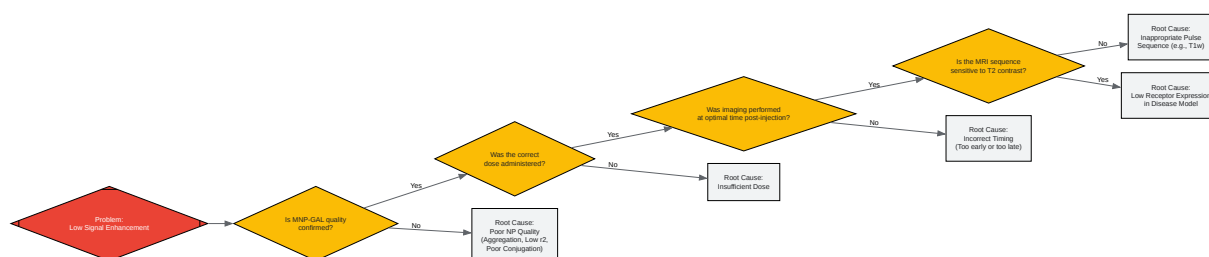 Problem:
Low Signal Enhancement
Is MNP-GAL quality
confirmed?
Yes
No
Root Cause:
Poor NP Quality
(Aggregation, Low r2,
Poor Conjugation)
Was the correct
dose administered?
Yes
No
Root Cause:
Insufficient Dose
Was imaging performed
at optimal time post-injection?
Yes
No
Root Cause:
Incorrect Timing
(Too early or too late)
Is the MRI sequence
sensitive to T2 contrast?
No
Root Cause:
Inappropriate Pulse
Sequence (e.g., T1w)
Yes
Root Cause:
Low Receptor Expression
in Disease Model